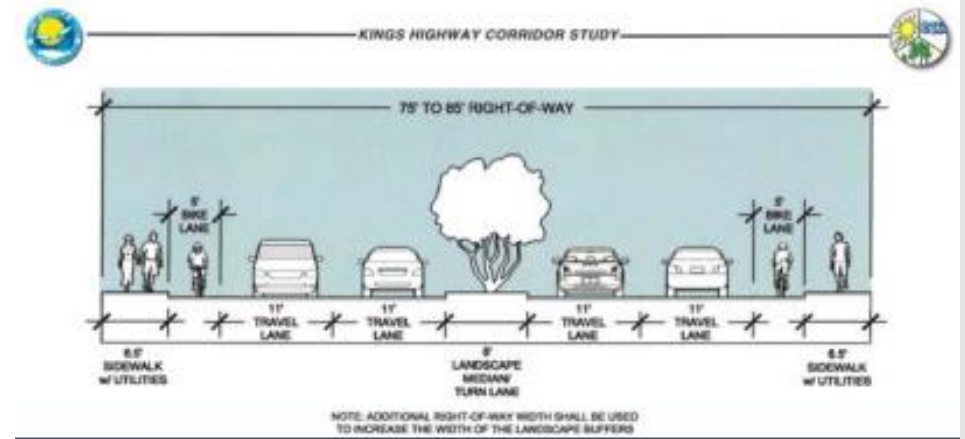 KINGS HIGHWAY CORRIDOR STUDY
75' TO 85' RIGHT-OF-WAY
5'
BIKE
LANE
5'
BIKE
LANE
11'
TRAVEL
LANE
11'
TRAVEL
LANE
11'
TRAVEL
LANE
11'
TRAVEL
LANE
6.5'
SIDEWALK
w/ UTILITIES
LANDSCAPE
MEDIAN/
TURN LANE
6.5'
SIDEWALK
w/ UTILITIES
NOTE: ADDITIONAL RIGHT-OF-WAY WIDTH SHALL BE USED
TO INCREASE THE WIDTH OF THE LANDSCAPE BUFFERS